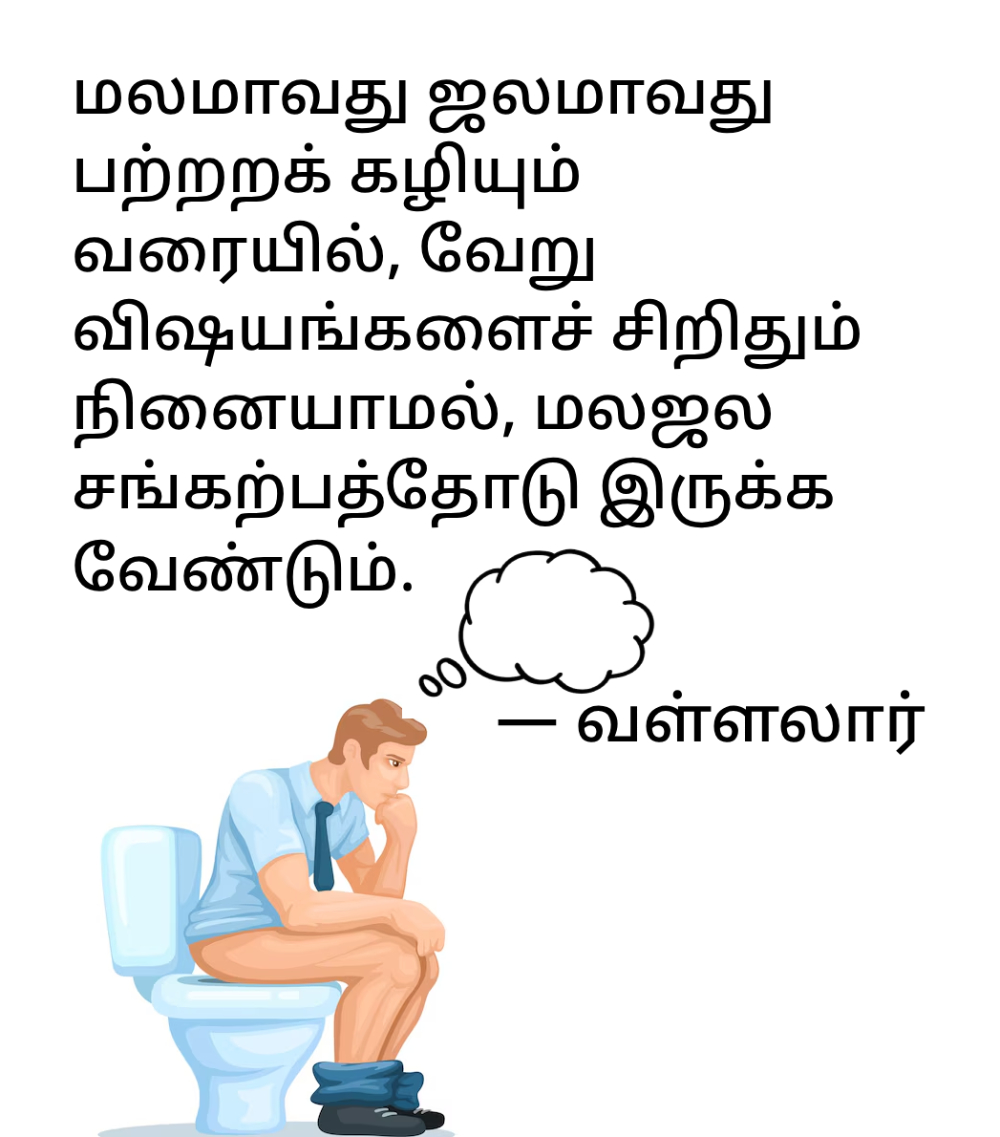 மலமாவது ஜலமாவது
பற்றறக் கழியும்
வரையில், வேறு
விஷயங்களைச் சிறிதும்
நினையாமல், மலஜல
சங்கற்பத்தோடு இருக்க
வேண்டும்.
— வள்ளலார்